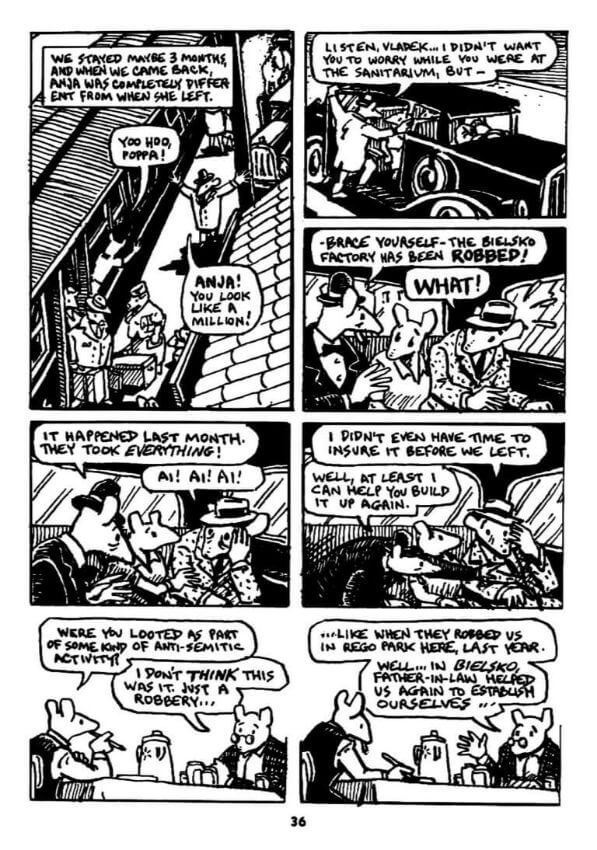 WE STAYED MAYBE 3 MONTHS,
AND WHEN WE CAME BACK,
ANJA WAS COMPLETELY DIFFER-
ENT FROM WHEN SHE LEFT.
YOO HOO,
POPPA!
ANJA!
YOU LOOK
LIKE A
MILLION!
LISTEN, VLADEK... I DIDN'T WANT
YOU TO WORRY WHILE YOU WERE AT
THE SANITARIUM, BUT –
-BRACE YOURSELF-THE BIELSKO
FACTORY HAS BEEN ROBBED!
WHAT!
IT HAPPENED LAST MONTH.
THEY TOOK EVERYTHING!
AI! AI! AI!
I DIDN'T EVEN HAVE TIME TO
INSURE IT BEFORE WE LEFT.
WELL, AT LEAST I
CAN HELP YOU BUILD
IT UP AGAIN.
WERE YOU LOOTED AS PART
OF SOME KIND OF ANTI-SEMITIC
ACTIVITY?
I DON'T THINK THIS
WAS IT. JUST A
ROBBERY...
...LIKE WHEN THEY ROBBED US
IN REGO PARK HERE, LAST YEAR.
WELL... IN BIELSKO,
FATHER-IN-LAW HELPED
US AGAIN TO ESTABLISH
OURSELVES ...
36